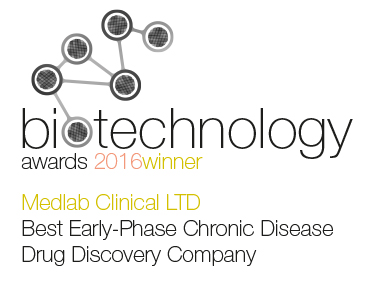 biotechnology
awards 2016winner
Medlab Clinical LTD
Best Early-Phase Chronic Disease
Drug Discovery Company